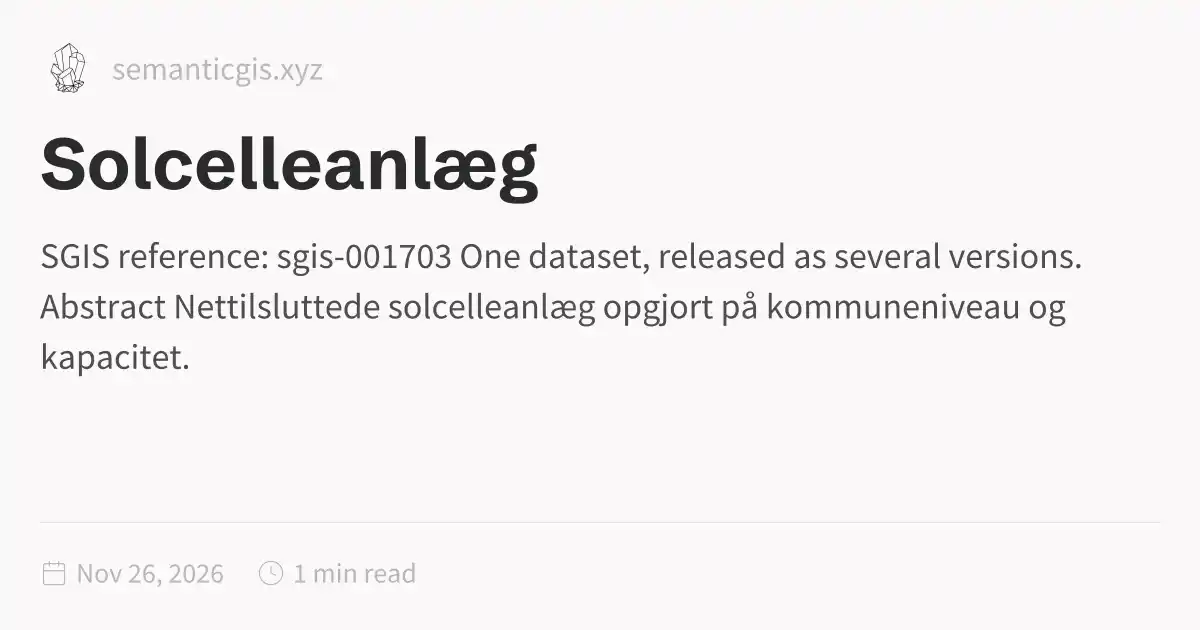 semanticgis.xyz
Solcelleanlæg
SGIS reference: sgis-001703 One dataset, released as several versions.
Abstract Nettilsluttede solcelleanlæg opgjort på kommuneniveau og
kapacitet.
Nov 26, 2026 1 min read